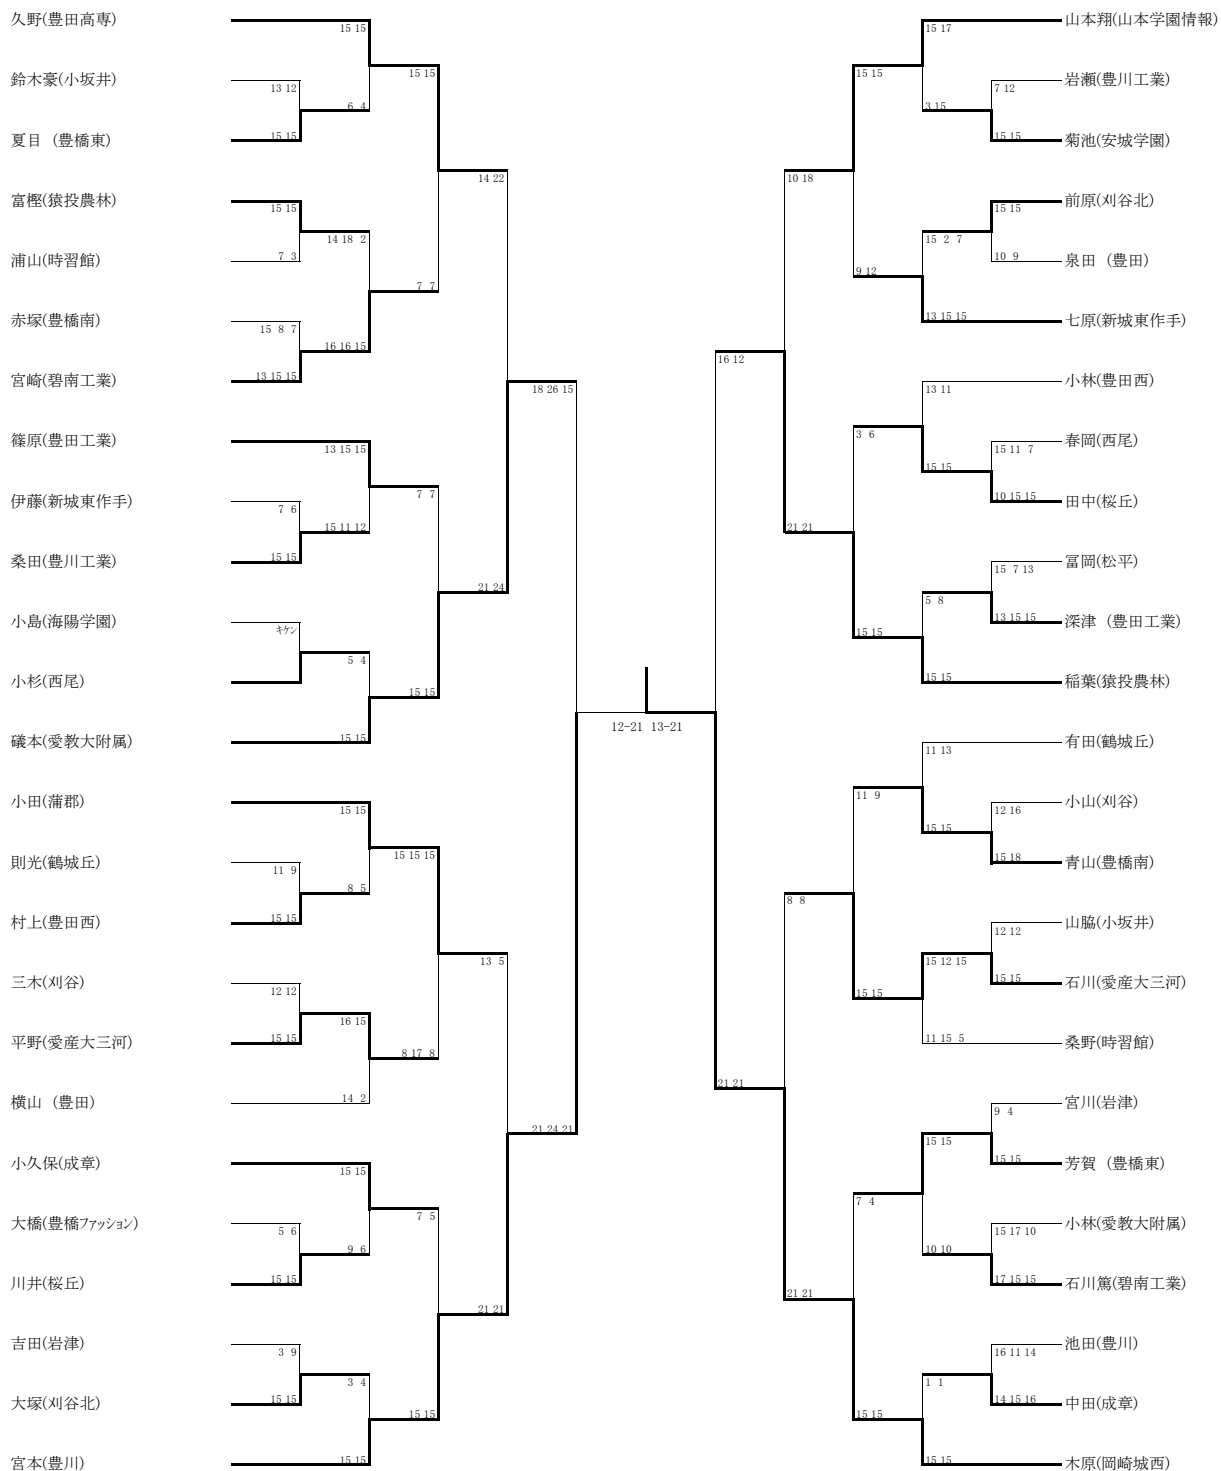 久野(豊田高専)
15 15
15 15
鈴木豪(小坂井)
13 12
6 4
夏目 (豊橋東)
15 15
14 22
富樫(猿投農林)
15 15
14 18 2
浦山(時習館)
7 3
7 7
赤塚(豊橋南)
15 8 7
16 16 15
宮崎(碧南工業)
13 15 15
18 26 15
篠原(豊田工業)
13 15 15
7 7
伊藤(新城東作手)
7 6
15 11 12
桑田(豊川工業)
15 15
21 24
小島(海陽学園)
キケン
5 4
小杉(西尾)
15 15
礒本(愛教大附属)
15 15
小田(蒲郡)
15 15
15 15 15
則光(鶴城丘)
11 9
8 5
村上(豊田西)
15 15
13 5
三木(刈谷)
12 12
16 15
平野(愛産大三河)
15 15
8 17 8
横山 (豊田)
14 2
21 24 21
小久保(成章)
15 15
7 5
大橋(豊橋ファッション)
5 6
9 6
川井(桜丘)
15 15
21 21
吉田(岩津)
3 9
3 4
大塚(刈谷北)
15 15
15 15
宮本(豊川)
15 15
12-21 13-21
山本翔(山本学園情報)
15 17
15 15
岩瀬(豊川工業)
7 12
3 15
菊池(安城学園)
15 15
10 18
前原(刈谷北)
15 15
15 2 7
泉田 (豊田)
10 9
9 12
七原(新城東作手)
13 15 15
16 12
小林(豊田西)
13 11
3 6
春岡(西尾)
15 11 7
15 15
田中(桜丘)
10 15 15
21 21
冨岡(松平)
15 7 13
5 8
深津 (豊田工業)
13 15 15
15 15
稲葉(猿投農林)
15 15
有田(鶴城丘)
11 13
11 9
小山(刈谷)
12 16
15 15
青山(豊橋南)
15 18
8 8
山脇(小坂井)
12 12
15 12 15
石川(愛産大三河)
15 15
15 15
桑野(時習館)
11 15 5
21 21
宮川(岩津)
9 4
15 15
芳賀 (豊橋東)
15 15
7 4
小林(愛教大附属)
15 17 10
10 10
石川篤(碧南工業)
17 15 15
21 21
池田(豊川)
16 11 14
1 1
中田(成章)
14 15 16
15 15
木原(岡崎城西)
15 15